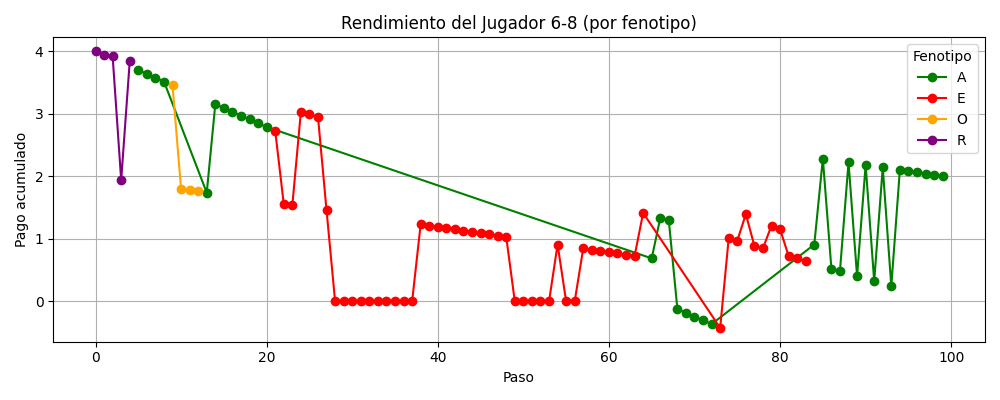 Rendimiento del Jugador 6-8 (por fenotipo)
Pago acumulado
4
3
2
1
0
0 20 40 60 80 100
Paso
Fenotipo
A
E
O
R